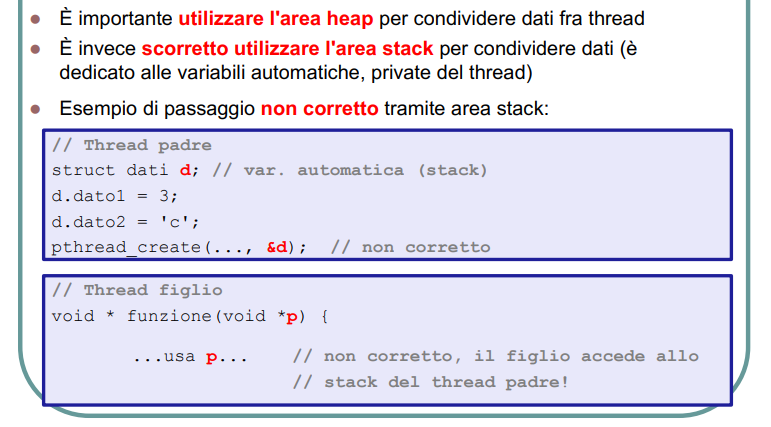 È importante utilizzare l'area heap per condividere dati fra thread
È invece scorretto utilizzare l'area stack per condividere dati (è
dedicato alle variabili automatiche, private del thread)
Esempio di passaggio non corretto tramite area stack:
// Thread padre
struct dati d; // var. automatica (stack)
d.dato1 = 3;
d.dato2 = 'c';
pthread_create(..., &d);  // non corretto
// Thread figlio
void * funzione(void *p) {
...usa p...    // non corretto, il figlio accede allo
// stack del thread padre!